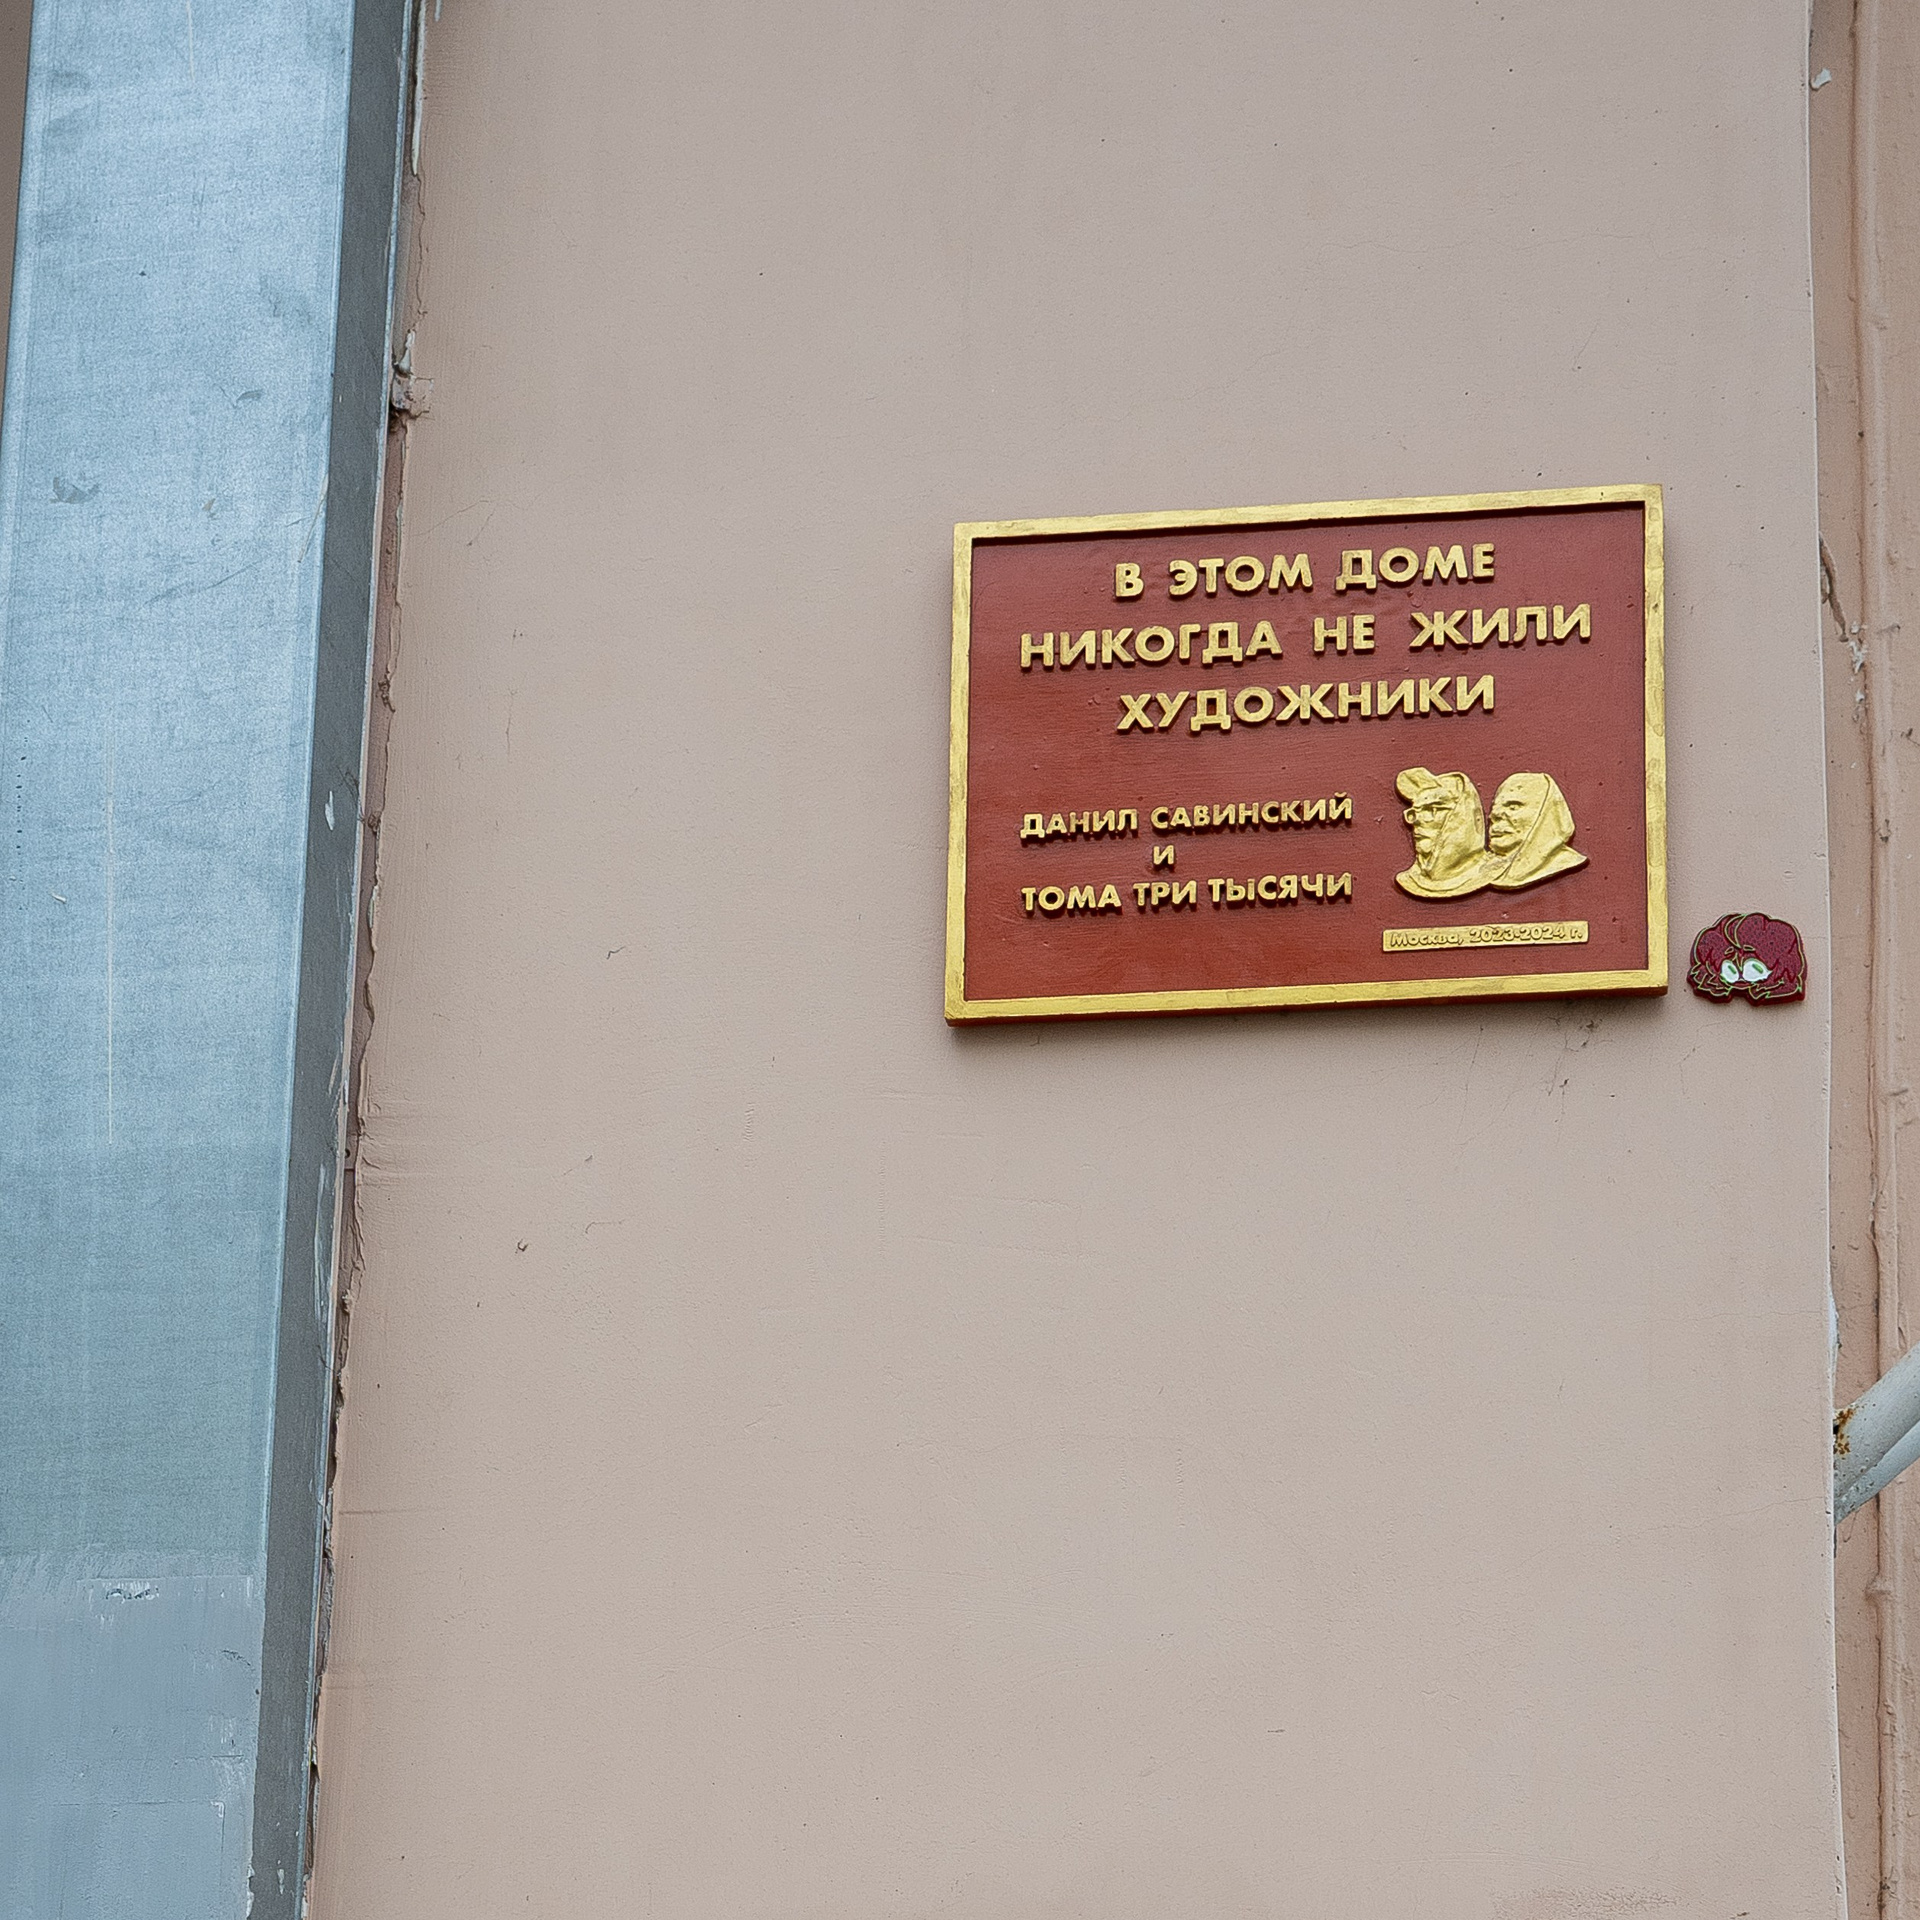 В ЭТОМ ДОМЕ
НИКОГДА НЕ ЖИЛИ
ХУДОЖНИКИ
ДАНИЛ САВИНСКИЙ
И
ТОМА ТРИ ТЫСЯЧИ
Москва, 2023-2024 г.